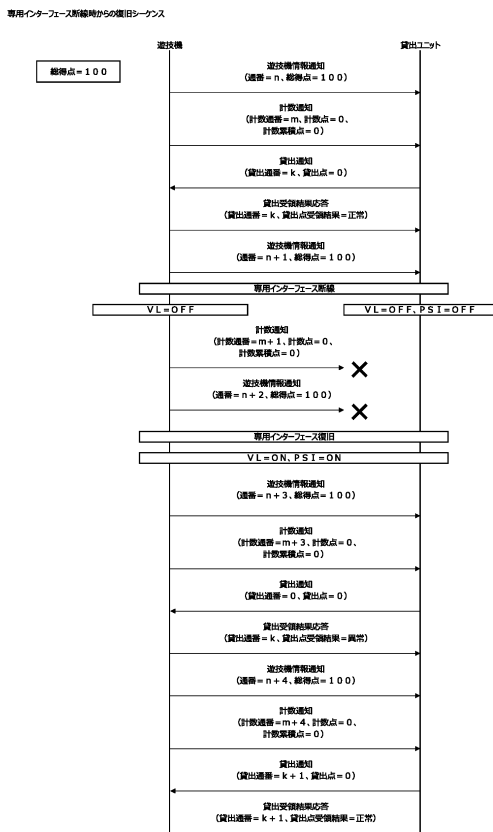 専用インターフェース断線時からの復旧シーケンス
遊技機
貸出ユニット
総得点=100
遊技機情報通知
(通番=n、総得点=100)
計数通知
(計数通番=m、計数点=0、
計数累積点=0)
貸出通知
(貸出通番=k、貸出点=0)
貸出受領結果応答
(貸出通番=k、貸出点受領結果=正常)
遊技機情報通知
(通番=n+1、総得点=100)
専用インターフェース断線
VL=OFF
VL=OFF、PSI=OFF
計数通知
(計数通番=m+1、計数点=0、
計数累積点=0)
遊技機情報通知
(通番=n+2、総得点=100)
専用インターフェース復旧
VL=ON、PSI=ON
遊技機情報通知
(通番=n+3、総得点=100)
計数通知
(計数通番=m+3、計数点=0、
計数累積点=0)
貸出通知
(貸出通番=0、貸出点=0)
貸出受領結果応答
(貸出通番=k、貸出点受領結果=異常)
遊技機情報通知
(通番=n+4、総得点=100)
計数通知
(計数通番=m+4、計数点=0、
計数累積点=0)
貸出通知
(貸出通番=k+1、貸出点=0)
貸出受領結果応答
(貸出通番=k+1、貸出点受領結果=正常)